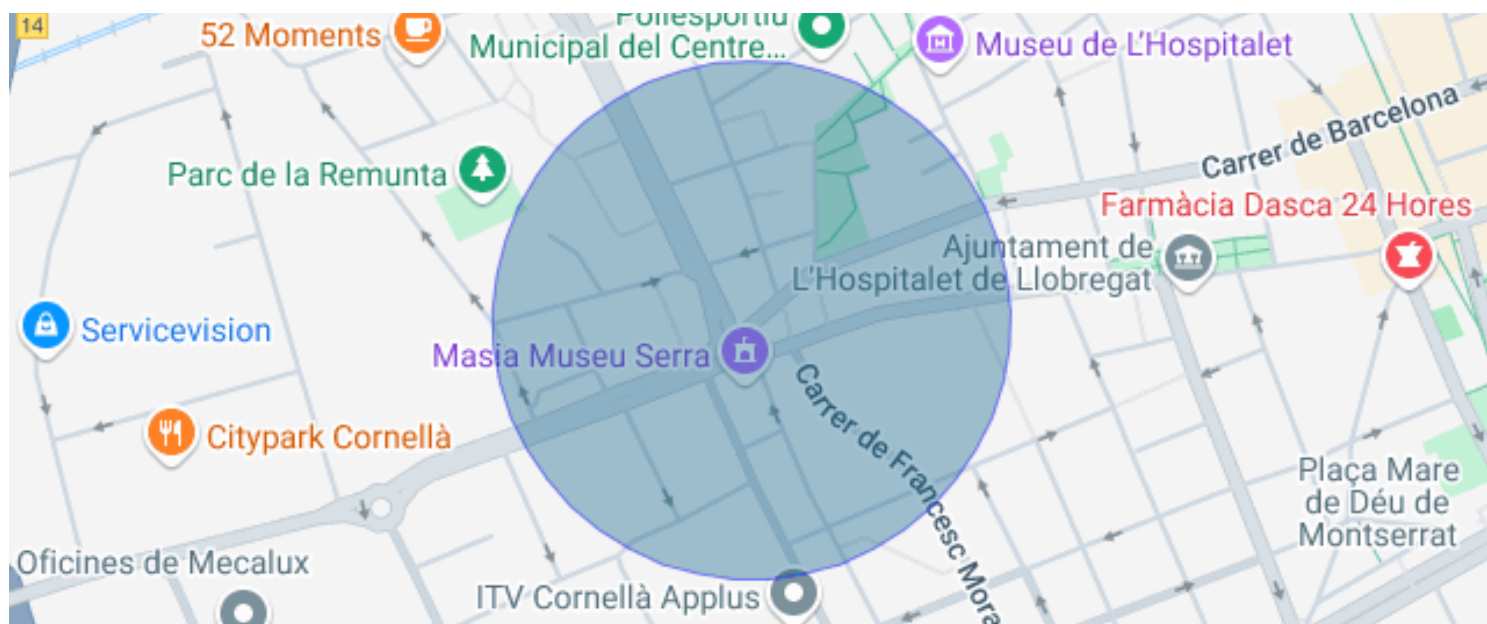 14
52 Moments
Poliesportiu
Municipal del Centre...
Museu de L'Hospitalet
Carrer de Barcelona
Parc de la Remunta
Farmàcia Dasca 24 Hores
Ajuntament de
L'Hospitalet de Llobregat
Servicevision
Masia Museu Serra
Citypark Cornellà
Carrer de Francesc Mora
Plaça Mare
de Déu de
Montserrat
Oficines de Mecalux
ITV Cornellà Applus